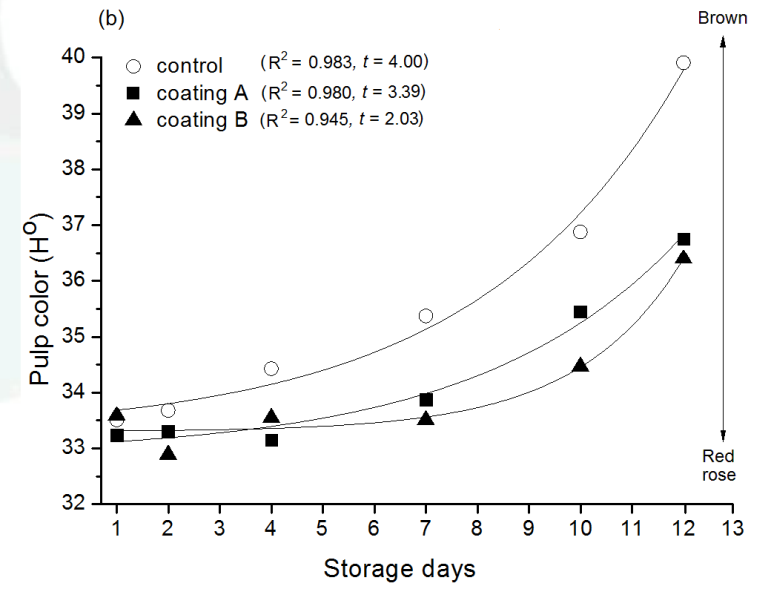 (b)
Brown
40
control (R² = 0.983, t = 4.00)
coating A (R² = 0.980, t = 3.39)
coating B (R² = 0.945, t = 2.03)
39
38
37
36
35
34
33
32
Pulp color (Hº)
Red
rose
1 2 3 4 5 6 7 8 9 10 11 12 13
Storage days